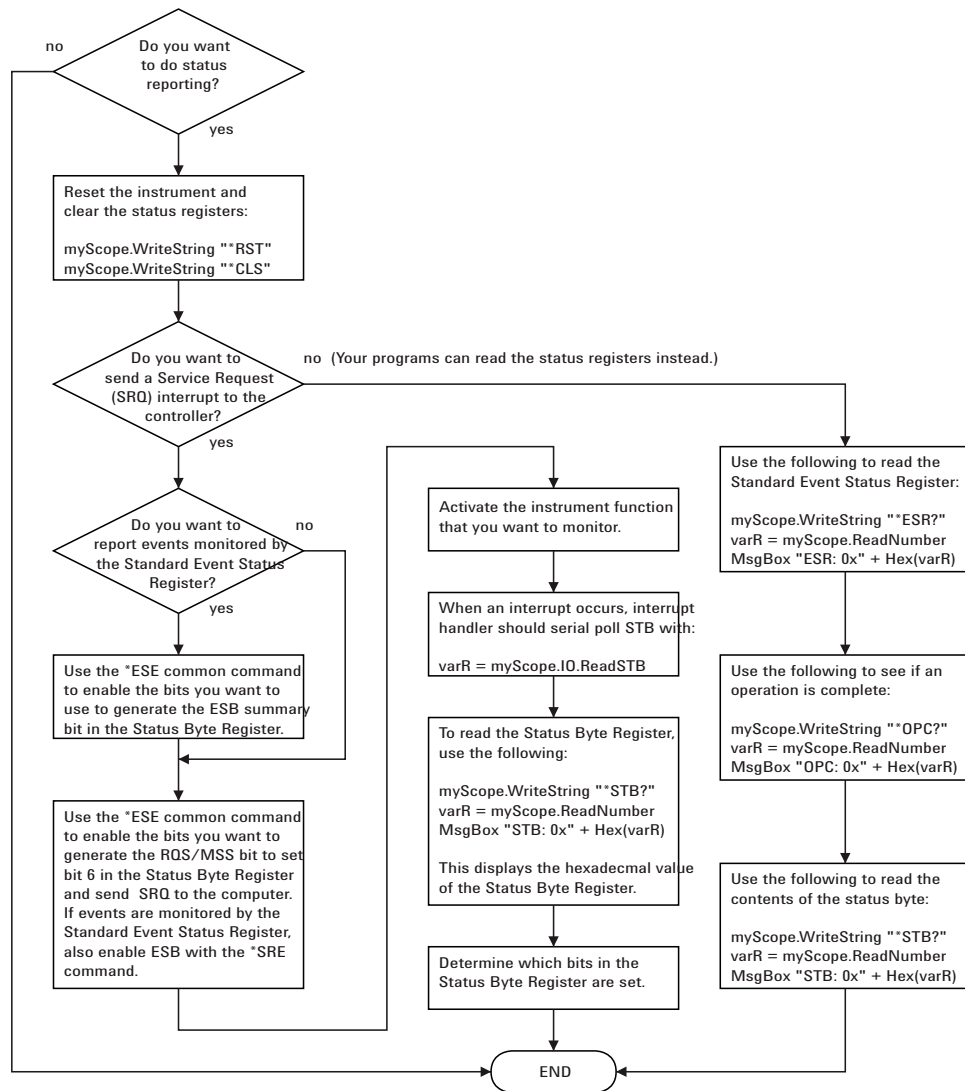 no
Do you want
to do status
reporting?
yes
Reset the instrument and
clear the status registers:
myScope.WriteString "*RST"
myScope.WriteString "*CLS"
Do you want to
send a Service Request
(SRQ) interrupt to the
controller?
no (Your programs can read the status registers instead.)
yes
Do you want to
report events monitored by
the Standard Event Status
Register?
no
yes
Use the *ESE common command
to enable the bits you want to
use to generate the ESB summary
bit in the Status Byte Register.
Use the *ESE common command
to enable the bits you want to
generate the RQS/MSS bit to set
bit 6 in the Status Byte Register
and send SRQ to the computer.
If events are monitored by the
Standard Event Status Register,
also enable ESB with the *SRE
command.
Activate the instrument function
that you want to monitor.
When an interrupt occurs, interrupt
handler should serial poll STB with:
varR = myScope.IO.ReadSTB
To read the Status Byte Register,
use the following:
myScope.WriteString "*STB?"
varR = myScope.ReadNumber
MsgBox "STB: 0x" + Hex(varR)
This displays the hexadecmal value
of the Status Byte Register.
Determine which bits in the
Status Byte Register are set.
Use the following to read the
Standard Event Status Register:
myScope.WriteString "*ESR?"
varR = myScope.ReadNumber
MsgBox "ESR: 0x" + Hex(varR)
Use the following to see if an
operation is complete:
myScope.WriteString "*OPC?"
varR = myScope.ReadNumber
MsgBox "OPC: 0x" + Hex(varR)
Use the following to read the
contents of the status byte:
myScope.WriteString "*STB?"
varR = myScope.ReadNumber
MsgBox "STB: 0x" + Hex(varR)
END